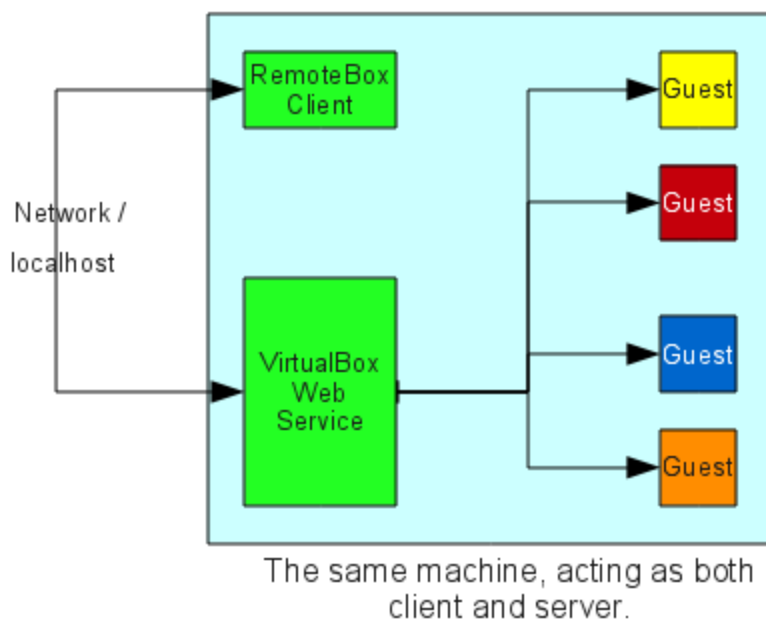 RemoteBox
Client
Guest
Guest
Network /
localhost
VirtualBox
Web
Service
Guest
Guest
The same machine, acting as both
client and server.